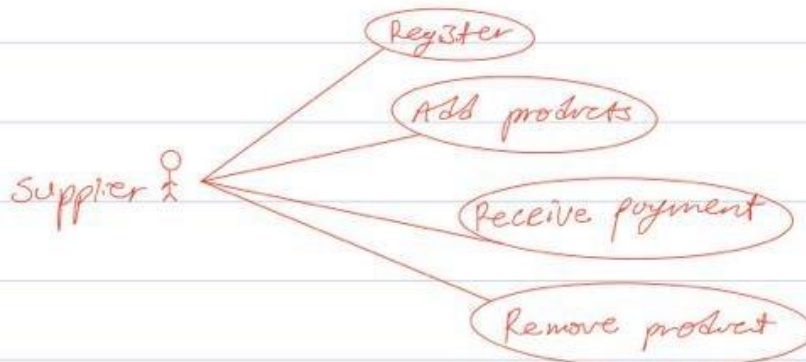 Register
Add products
Supplier
Receive payment
Remove product